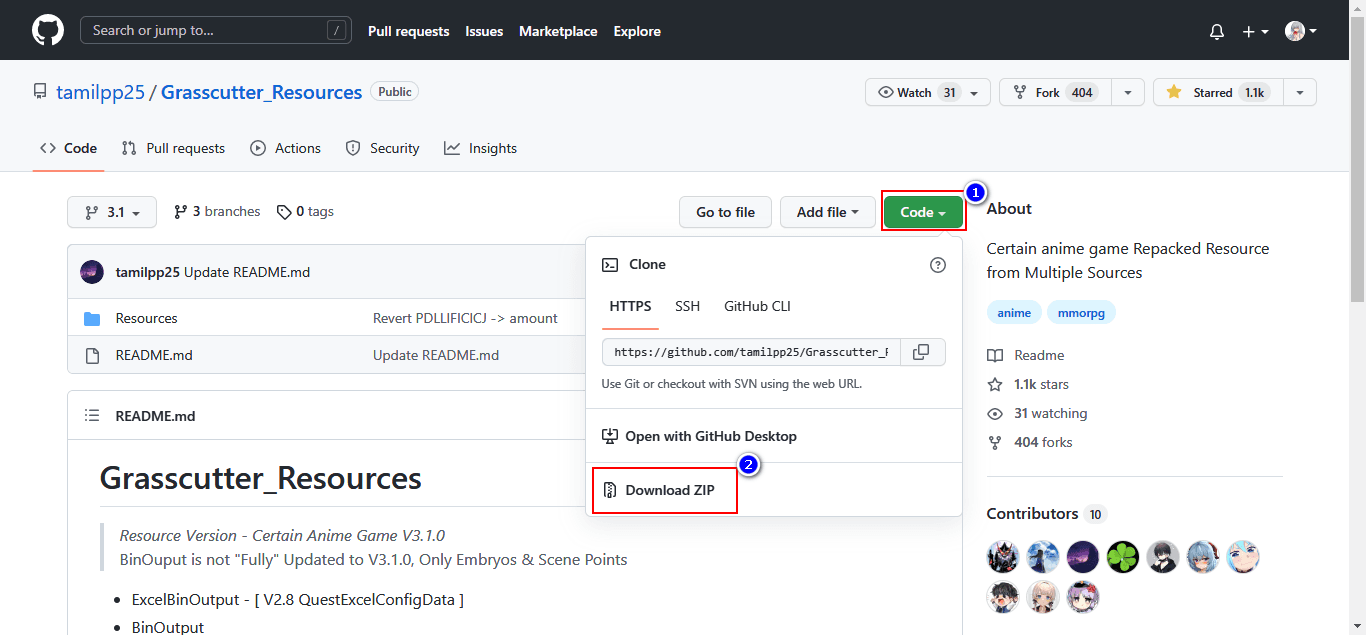 Search or jump to... /
Pull requests Issues Marketplace Explore
tamilpp25 / Grasscutter_Resources Public
Watch 31 Fork 404 Starred 1.1k
Code Pull requests Actions Security Insights
3.1 3 branches 0 tags Go to file Add file Code 1
About
Certain anime game Repacked Resource
from Multiple Sources
anime mmorpg
Readme
1.1k stars
31 watching
404 forks
Contributors 10
tamilpp25 Update README.md
Resources Revert PDLLIFICICJ -> amount
README.md Update README.md
Clone
HTTPS SSH GitHub CLI
https://github.com/tamilpp25/Grasscutter_F
Use Git or checkout with SVN using the web URL.
Open with GitHub Desktop
2
Download ZIP
README.md
Grasscutter_Resources
Resource Version - Certain Anime Game V3.1.0
BinOuput is not "Fully" Updated to V3.1.0, Only Embryos & Scene Points
ExcelBinOutput - [ V2.8 QuestExcelConfigData ]
BinOutput